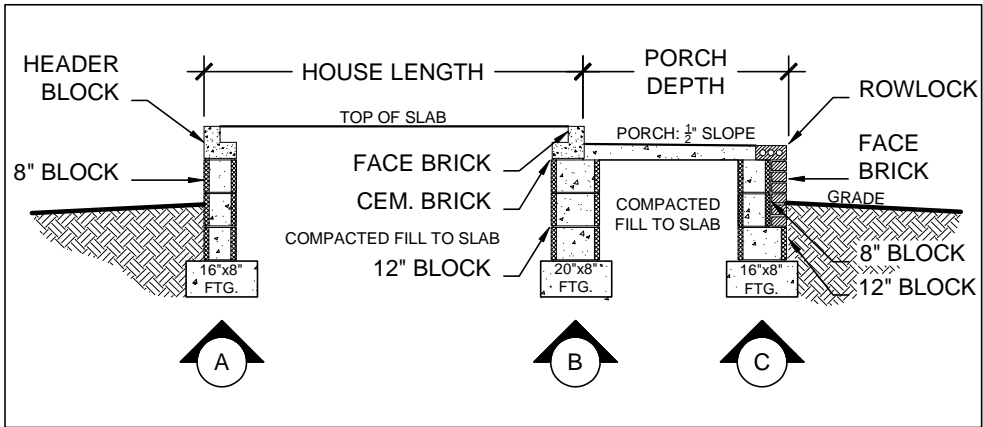 HEADER
BLOCK
HOUSE LENGTH
PORCH
DEPTH
ROWLOCK
TOP OF SLAB
PORCH: 1/2" SLOPE
8" BLOCK
FACE BRICK
CEM. BRICK
FACE
BRICK
GRADE
COMPACTED FILL TO SLAB
COMPACTED
FILL TO SLAB
12" BLOCK
8" BLOCK
12" BLOCK
16"x8"
FTG.
20"x8"
FTG.
16"x8"
FTG.
A
B
C